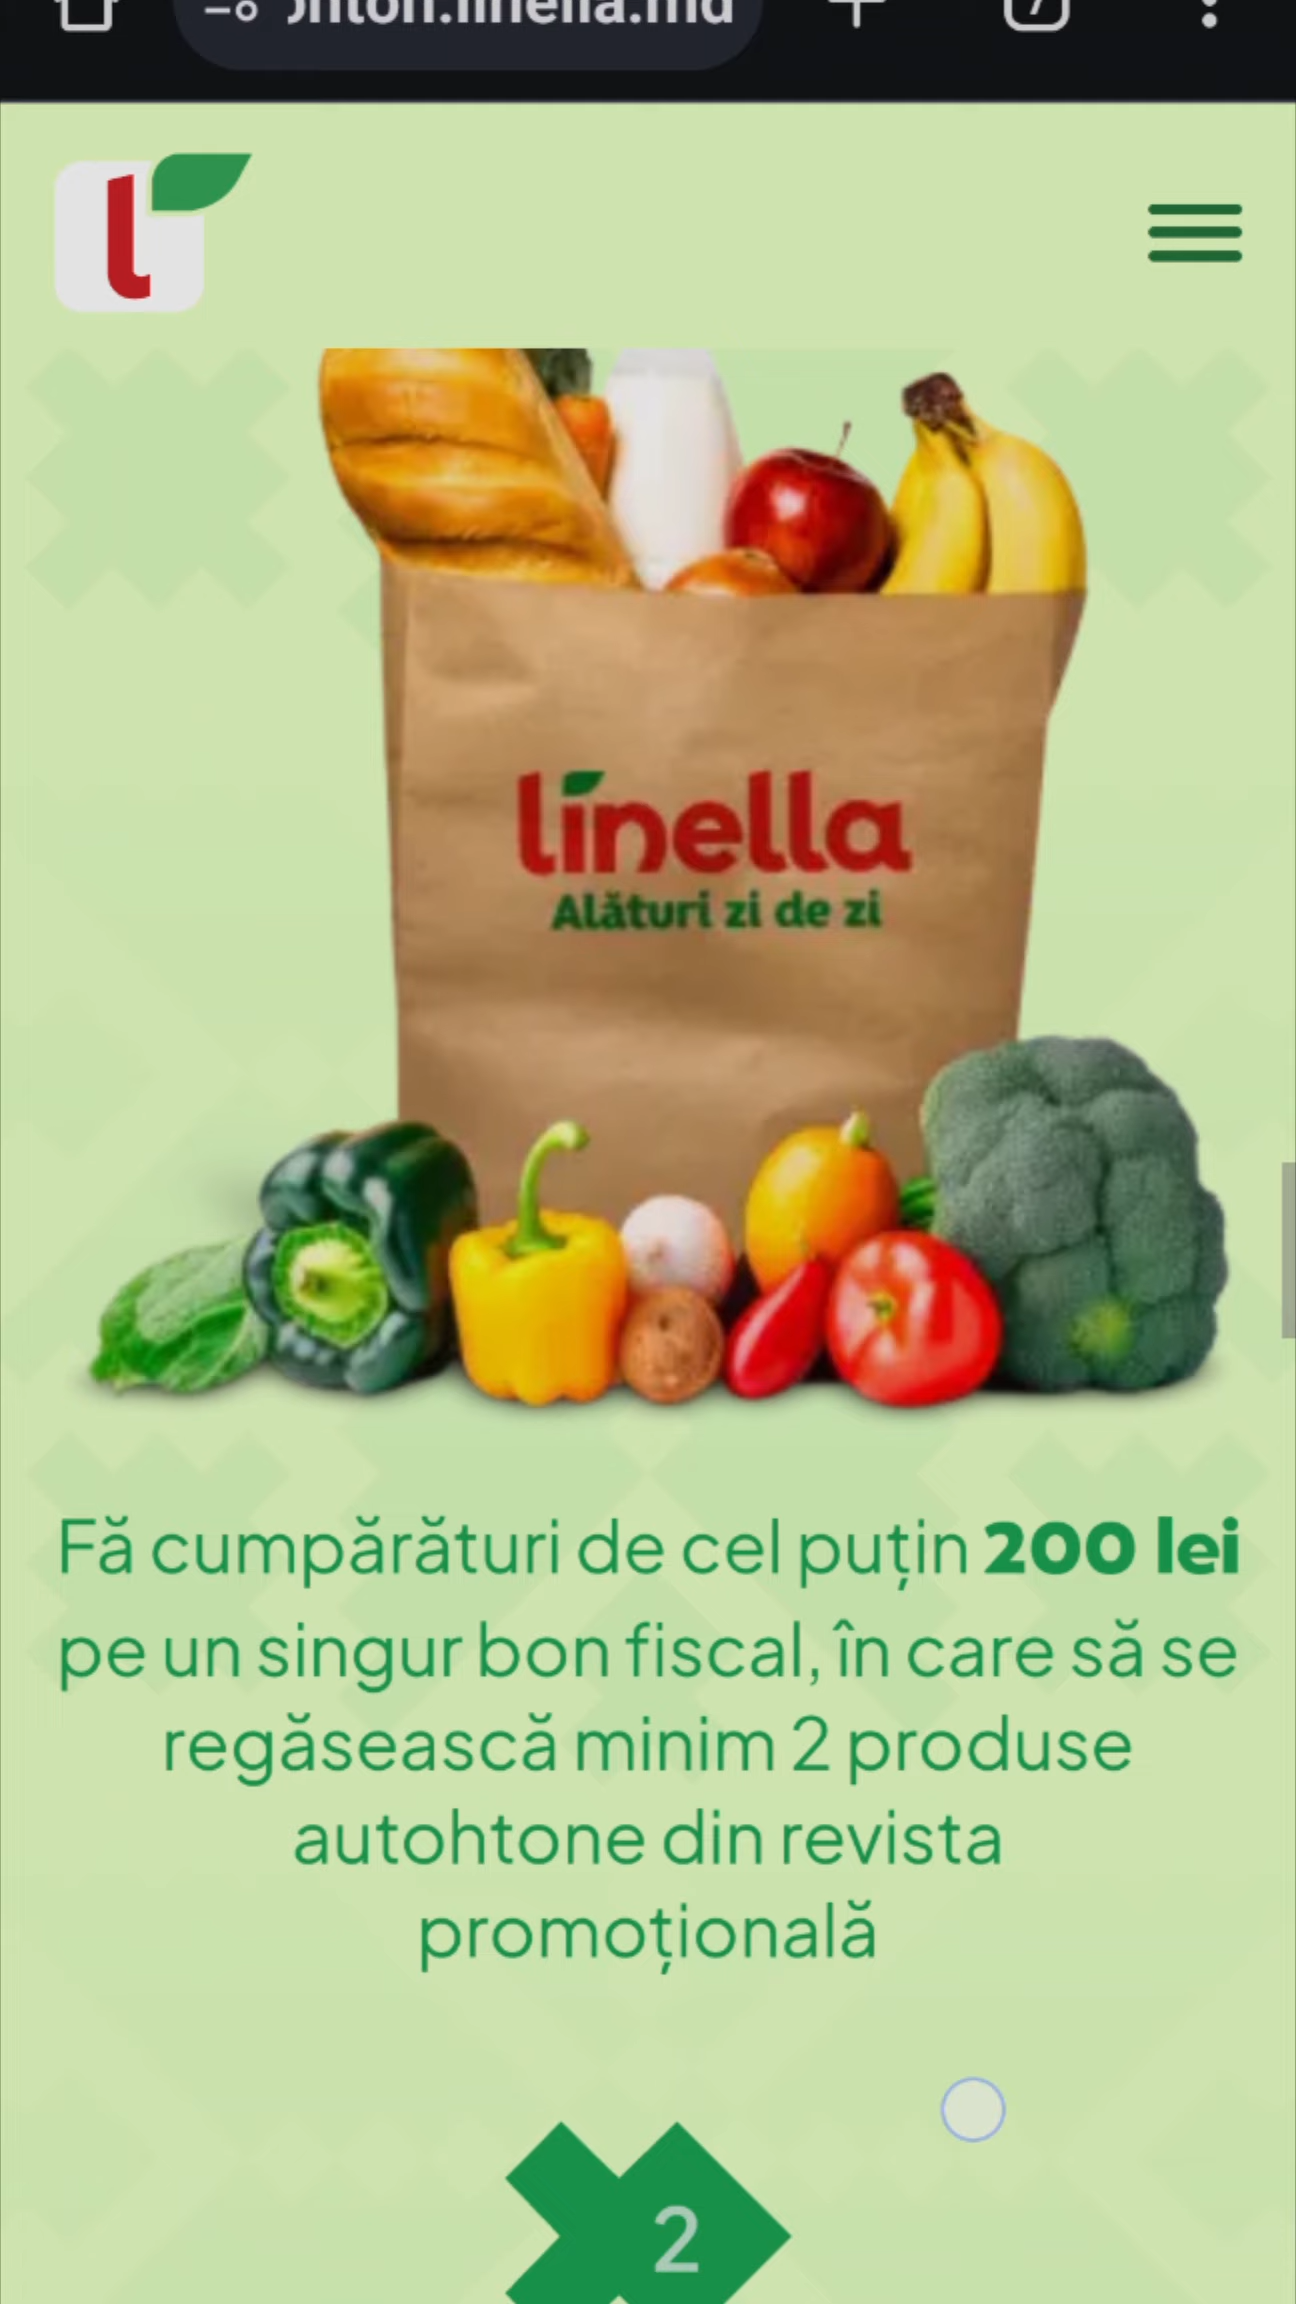 linella
Alături zi de zi
Fă cumpărături de cel puțin 200 lei
pe un singur bon fiscal, în care să se
regăsească minim 2 produse
autohtone din revista
promoțională
2